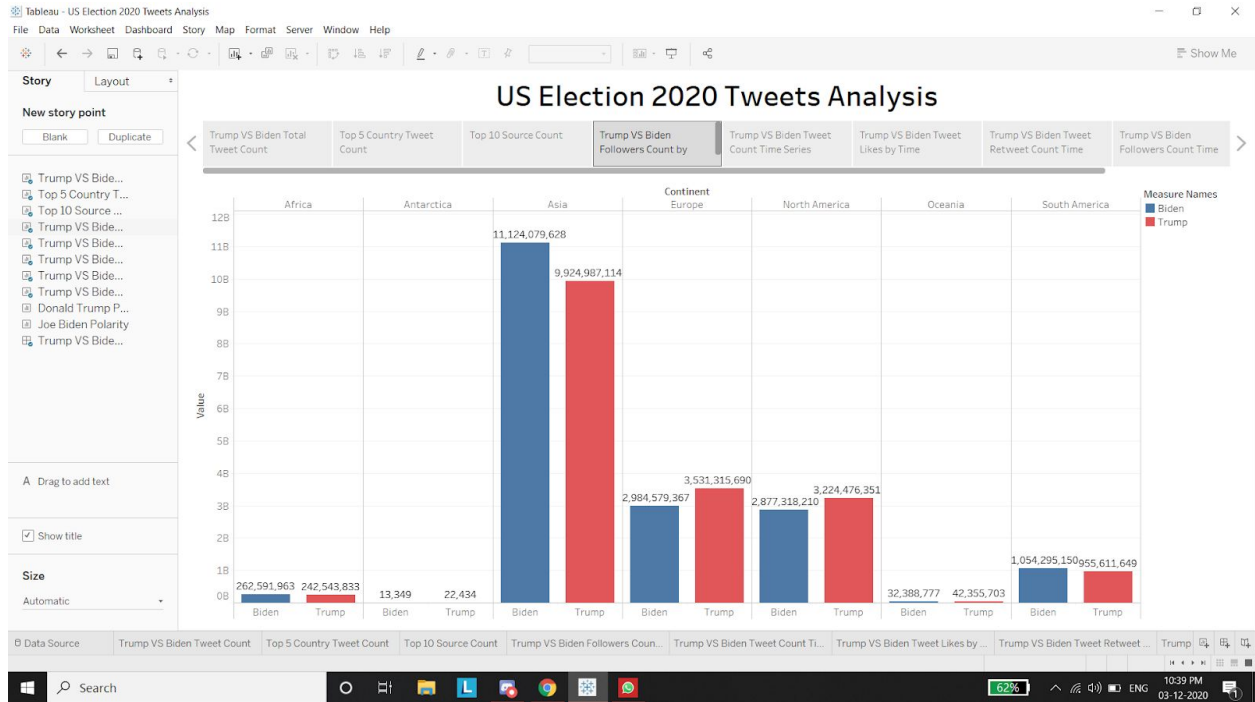 Tableau - US Election 2020 Tweets Analysis
File Data Worksheet Dashboard Story Map Format Server Window Help
Show Me
Story Layout
New story point
Blank Duplicate
Trump VS Bide...
Top 5 Country T...
Top 10 Source ...
Trump VS Bide...
Trump VS Bide...
Trump VS Bide...
Trump VS Bide...
Trump VS Bide...
Donald Trump P...
Joe Biden Polarity
Trump VS Bide...
A Drag to add text
Show title
Size
Automatic
US Election 2020 Tweets Analysis
Trump VS Biden Total
Tweet Count
Top 5 Country Tweet
Count
Top 10 Source Count
Trump VS Biden
Followers Count by
Trump VS Biden Tweet
Count Time Series
Trump VS Biden Tweet
Likes by Time
Trump VS Biden Tweet
Retweet Count Time
Trump VS Biden
Followers Count Time
Continent
Africa Antarctica Asia Europe North America Oceania South America
Measure Names
Biden
Trump
Value
12B
11B
10B
9B
8B
7B
6B
5B
4B
3B
2B
1B
0B
262,591,963 242,543,833
13,349 22,434
11,124,079,628
9,924,987,114
2,984,579,367
3,531,315,690
2,877,318,210
3,224,476,351
32,388,777 42,355,703
1,054,295,150
955,611,649
Biden Trump Biden Trump Biden Trump Biden Trump Biden Trump Biden Trump Biden Trump
Data Source Trump VS Biden Tweet Count Top 5 Country Tweet Count Top 10 Source Count Trump VS Biden Followers Coun... Trump VS Biden Tweet Count Ti... Trump VS Biden Tweet Likes by ... Trump VS Biden Tweet Retweet ... Trump
Search
L
62%
ENG
10:39 PM
03-12-2020
1